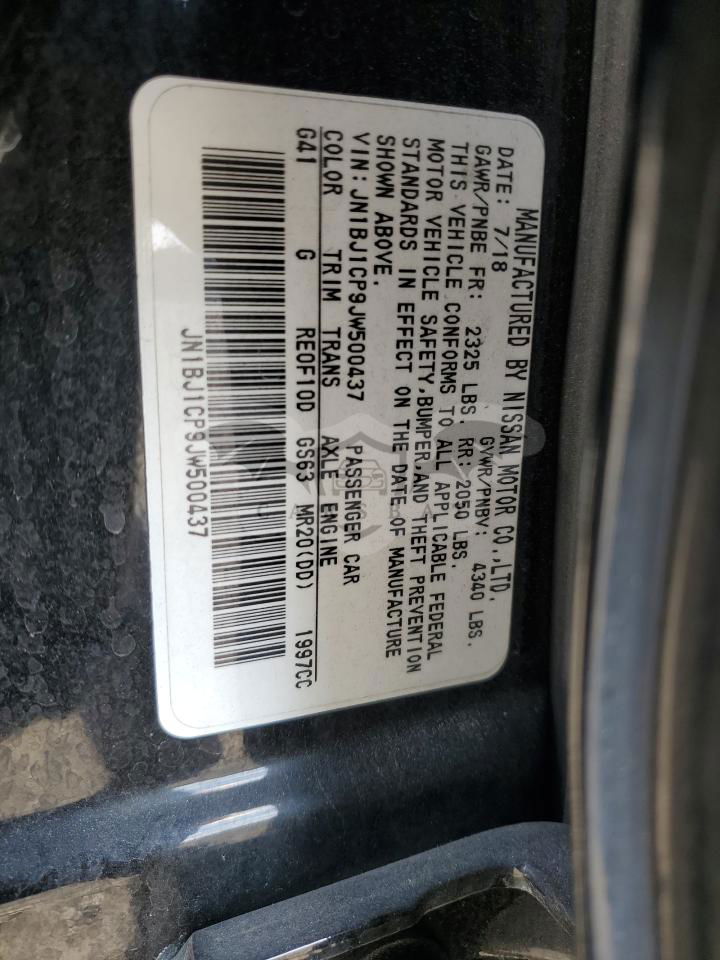 MANUFACTURED BY NISSAN MOTOR CO.,LTD.
DATE: 7/18 GVWR/PNBV: 4340 LBS.
GAWR/PNBE FR: 2325 LBS. RR: 2050 LBS.
THIS VEHICLE CONFORMS TO ALL APPLICABLE FEDERAL
MOTOR VEHICLE SAFETY,BUMPER,AND THEFT PREVENTION
STANDARDS IN EFFECT ON THE DATE OF MANUFACTURE
SHOWN ABOVE.
VIN:JN1BJ1CP9JW500437 PASSENGER CAR
COLOR TRIM TRANS AXLE ENGINE
G41 G RE0F10D GS63 MR20(DD) 1997CC
JN1BJ1CP9JW500437